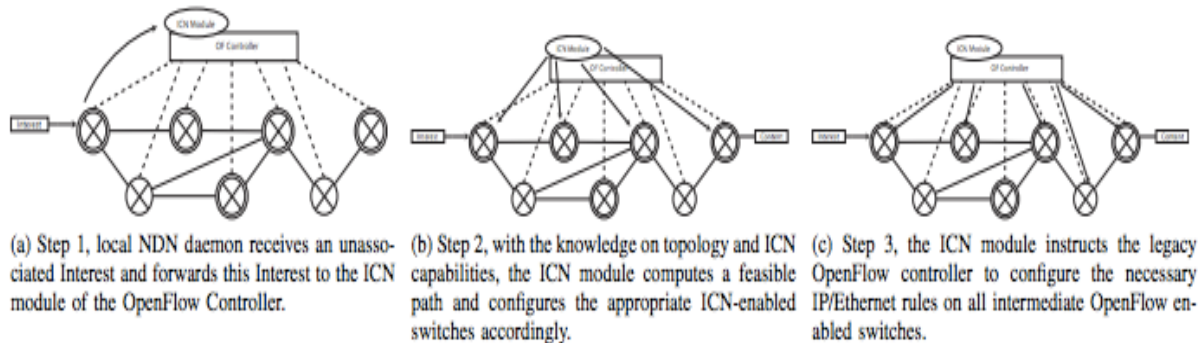 ICN Module
OF Controller
Interest
(a) Step 1, local NDN daemon receives an unasso-
ciated Interest and forwards this Interest to the ICN
module of the OpenFlow Controller.
ICN Module
OF Controller
Interest
Content
(b) Step 2, with the knowledge on topology and ICN
capabilities, the ICN module computes a feasible
path and configures the appropriate ICN-enabled
switches accordingly.
ICN Module
OF Controller
Interest
Content
(c) Step 3, the ICN module instructs the legacy
OpenFlow controller to configure the necessary
IP/Ethernet rules on all intermediate OpenFlow en-
abled switches.